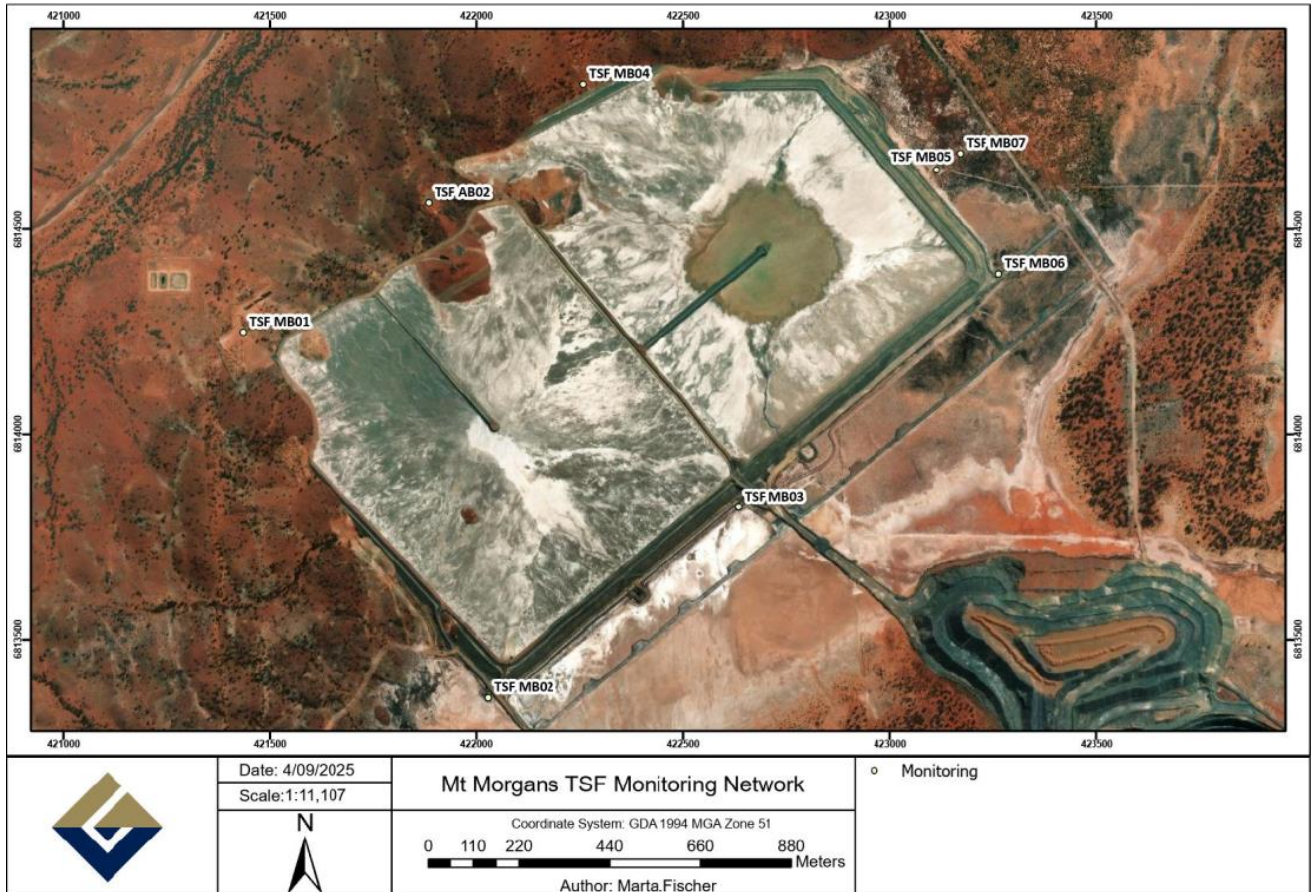 421000 421500 422000 422500 423000 423500
TSF MB04
TSF MB07
TSF MB05
TSF AB02
6814500 6814500
TSF MB06
TSF MB01
6814000 6814000
TSF MB03
6813500 6813500
TSF MB02
421000 421500 422000 422500 423000 423500
Date: 4/09/2025
Scale:1:11,107
N
Mt Morgans TSF Monitoring Network
Coordinate System: GDA 1994 MGA Zone 51
0 110 220 440 660 880
Meters
Author: Marta.Fischer
Monitoring